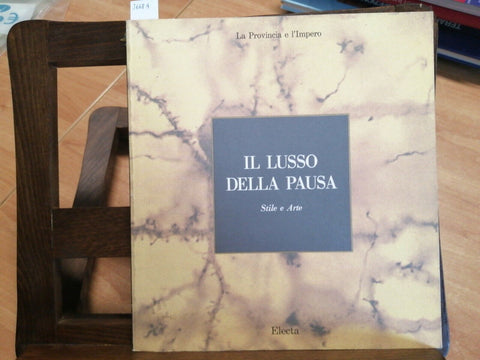 La Provincia e l'Impero
IL LUSSO
DELLA PAUSA
Stile e Arte
Electa